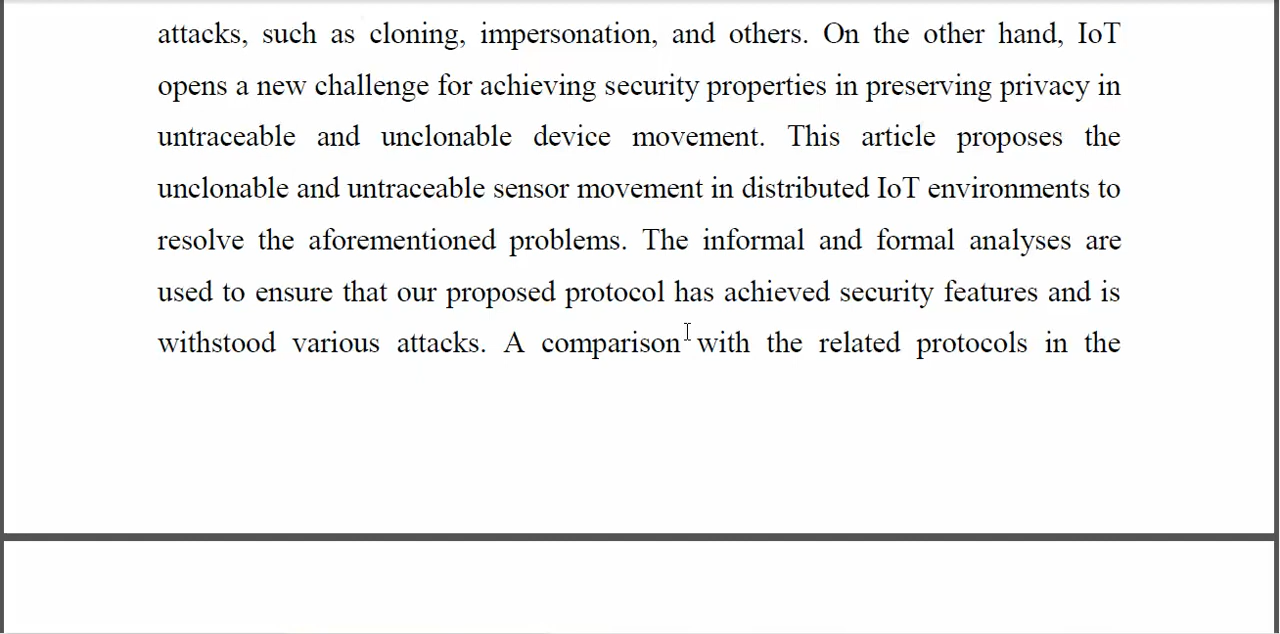 attacks, such as cloning, impersonation, and others. On the other hand, IoT
opens a new challenge for achieving security properties in preserving privacy in
untraceable and unclonable device movement. This article proposes the
unclonable and untraceable sensor movement in distributed IoT environments to
resolve the aforementioned problems. The informal and formal analyses are
used to ensure that our proposed protocol has achieved security features and is
withstood various attacks. A comparison with the related protocols in the